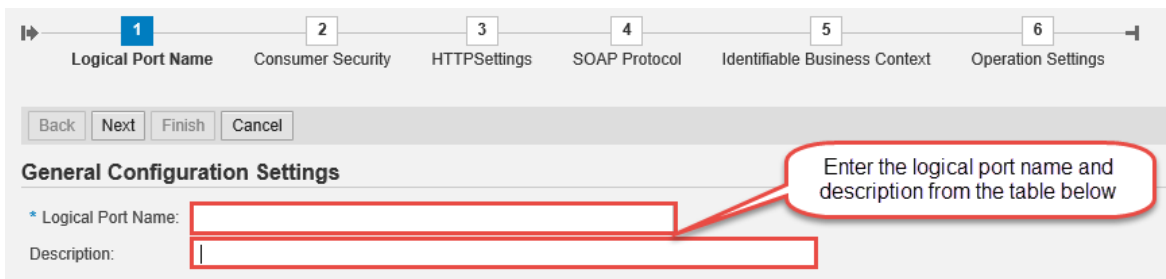 1 2 3 4 5 6
Logical Port Name Consumer Security HTTPSettings SOAP Protocol Identifiable Business Context Operation Settings
Back Next Finish Cancel
General Configuration Settings
Enter the logical port name and
description from the table below
* Logical Port Name:
Description: